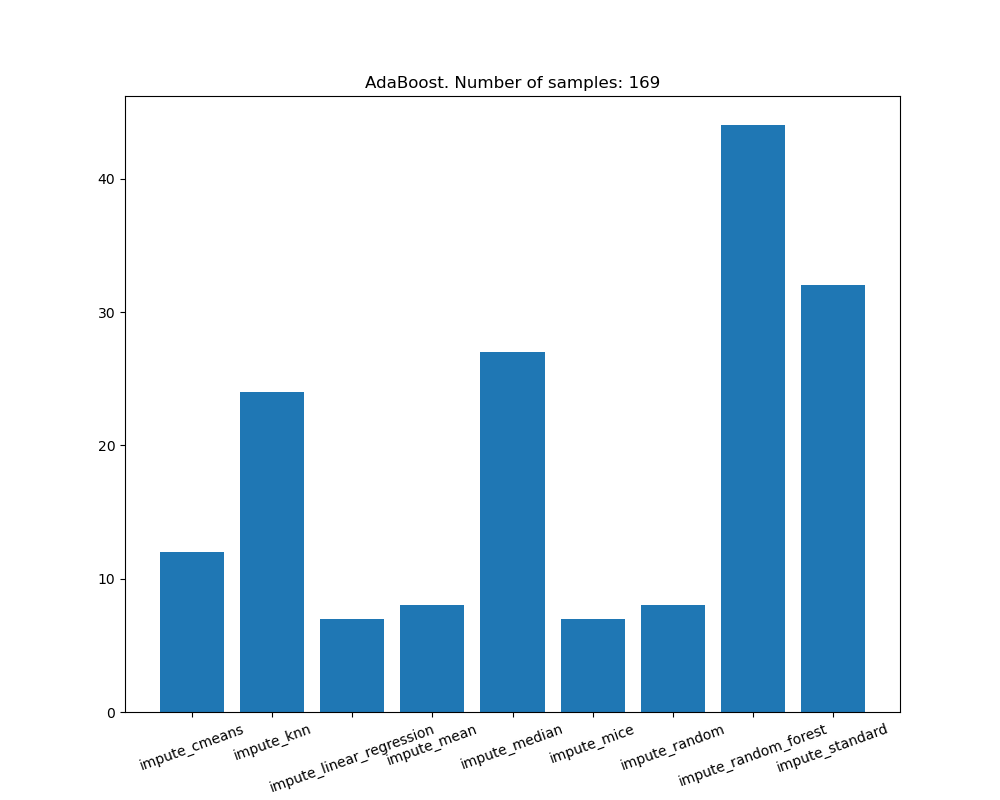 AdaBoost. Number of samples: 169
40
30
20
10
0
impute_cmeans
impute_knn
impute_linear_regression
impute_mean
impute_median
impute_mice
impute_random
impute_random_forest
impute_standard